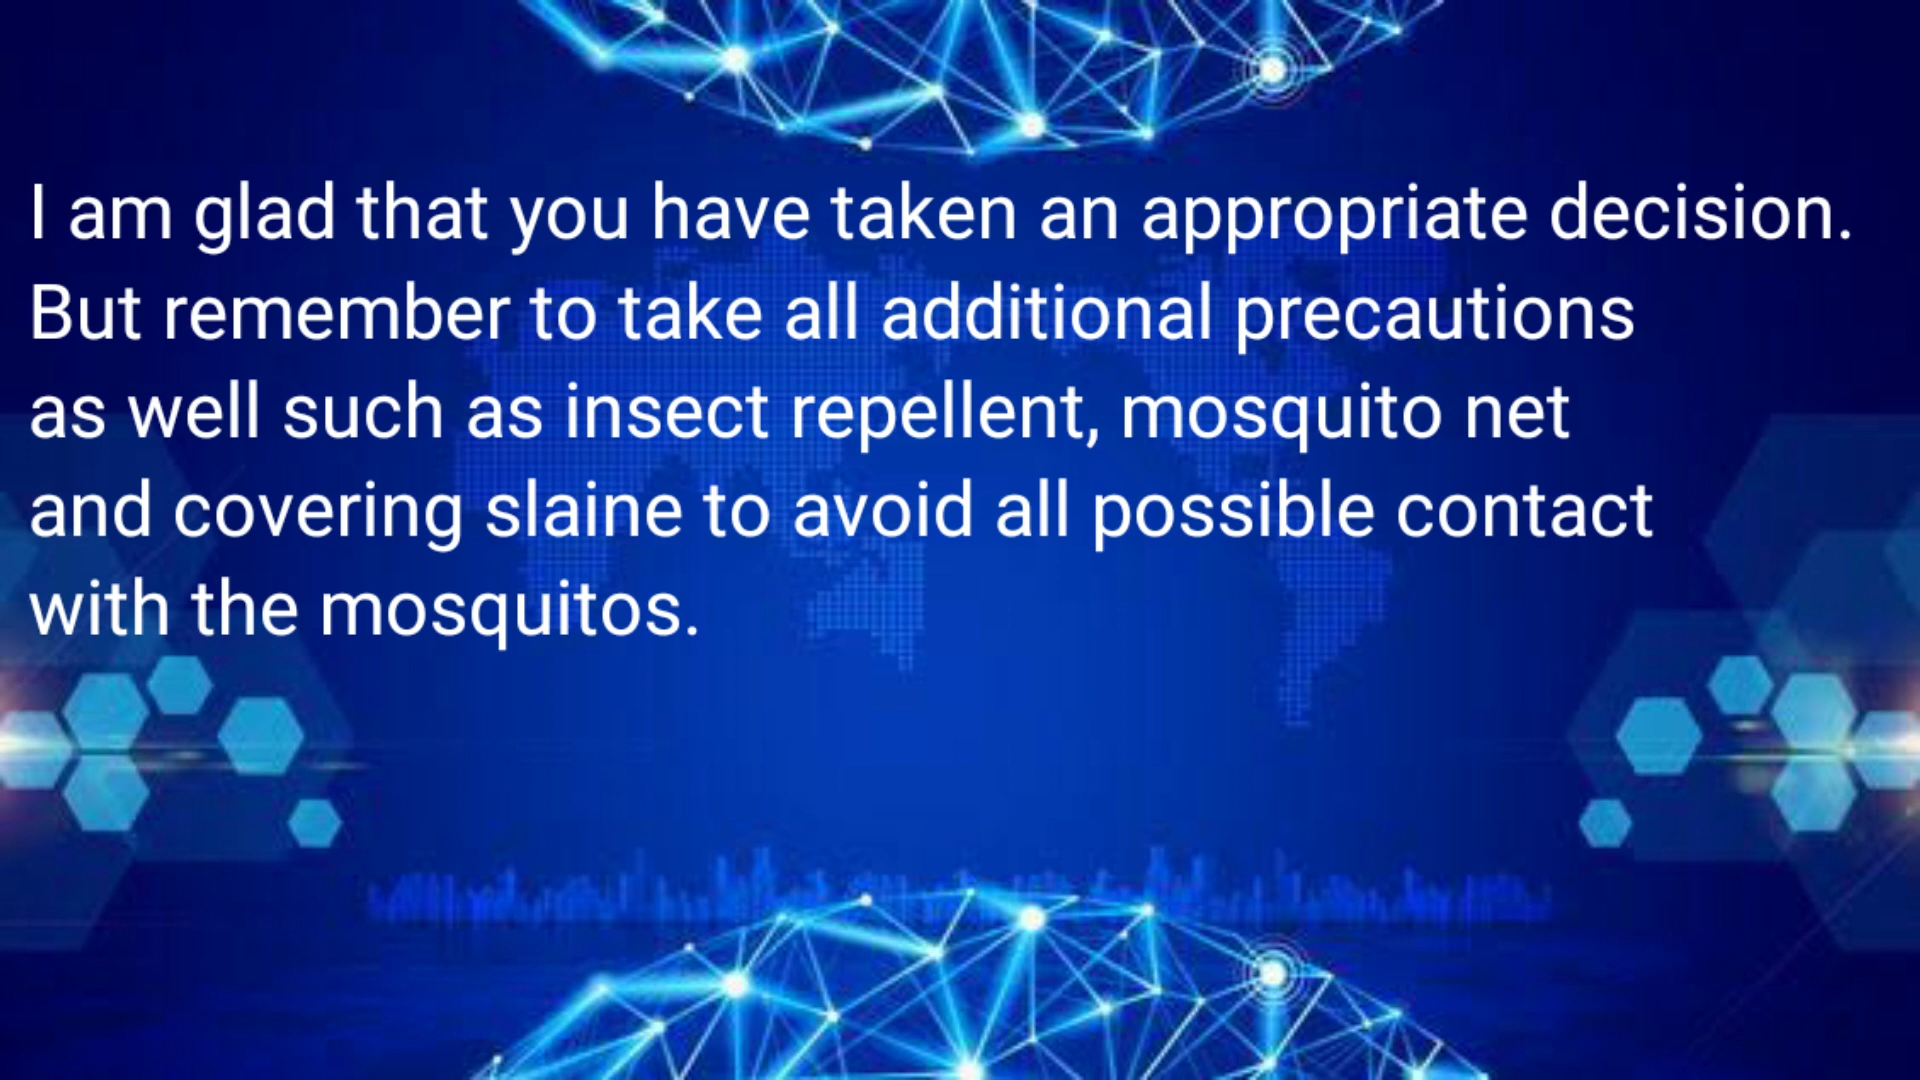 I am glad that you have taken an appropriate decision.
But remember to take all additional precautions
as well such as insect repellent, mosquito net
and covering slaine to avoid all possible contact
with the mosquitos.